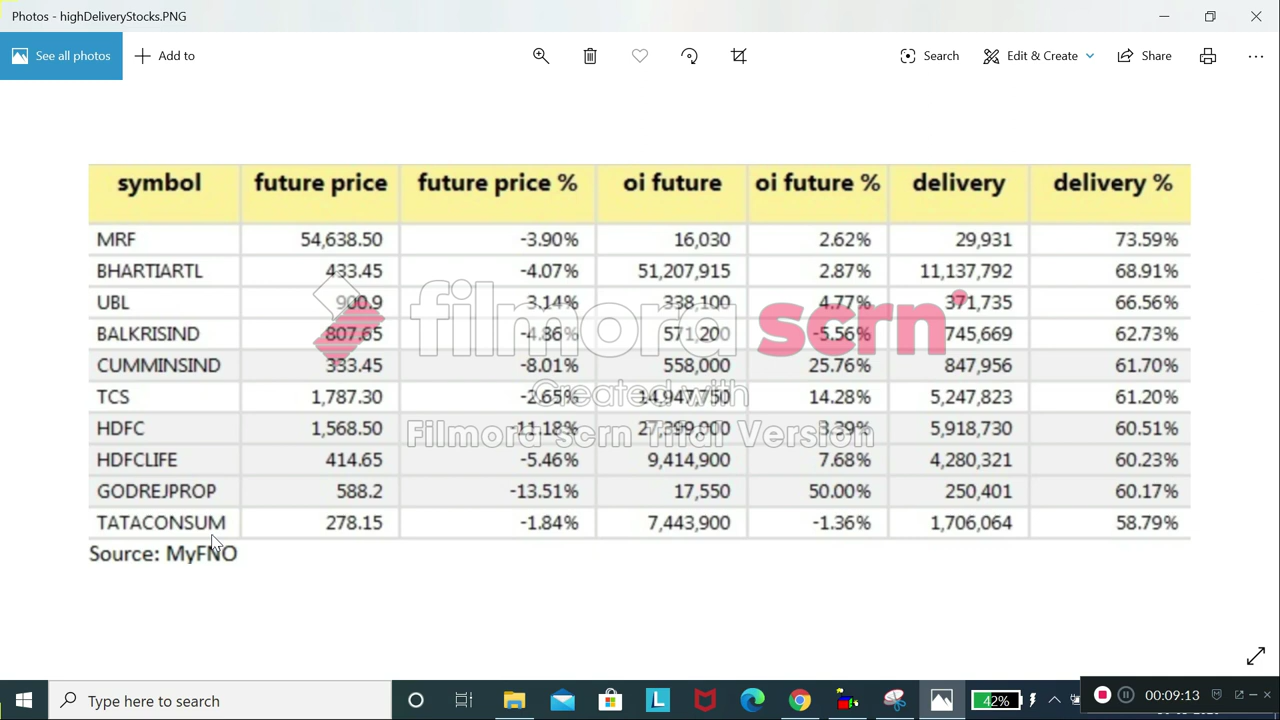 Photos - highDeliveryStocks.PNG
See all photos Add to Search Edit & Create Share
symbol future price future price % oi future oi future % delivery delivery %
MRF 54,638.50 -3.90% 16,030 2.62% 29,931 73.59%
BHARTIARTL 433.45 -4.07% 51,207,915 2.87% 11,137,792 68.91%
UBL 900.9 -3.14% 338,100 4.77% 371,735 66.56%
BALKRISIND 807.65 -4.86% 571,200 -5.56% 745,669 62.73%
filmora scrn
CUMMINSIND 333.45 -8.01% 558,000 25.76% 847,956 61.70%
TCS 1,787.30 -2.65% 14,947,750 14.28% 5,247,823 61.20%
Created with
HDFC 1,568.50 -11.18% 3.39% 5,918,730 60.51%
Filmora scrn Trial Version
HDFCLIFE 414.65 -5.46% 9,414,900 7.68% 4,280,321 60.23%
GODREJPROP 588.2 -13.51% 17,550 50.00% 250,401 60.17%
TATACONSUM 278.15 -1.84% 7,443,900 -1.36% 1,706,064 58.79%
Source: MyFNO
Type here to search 42% 00:09:13